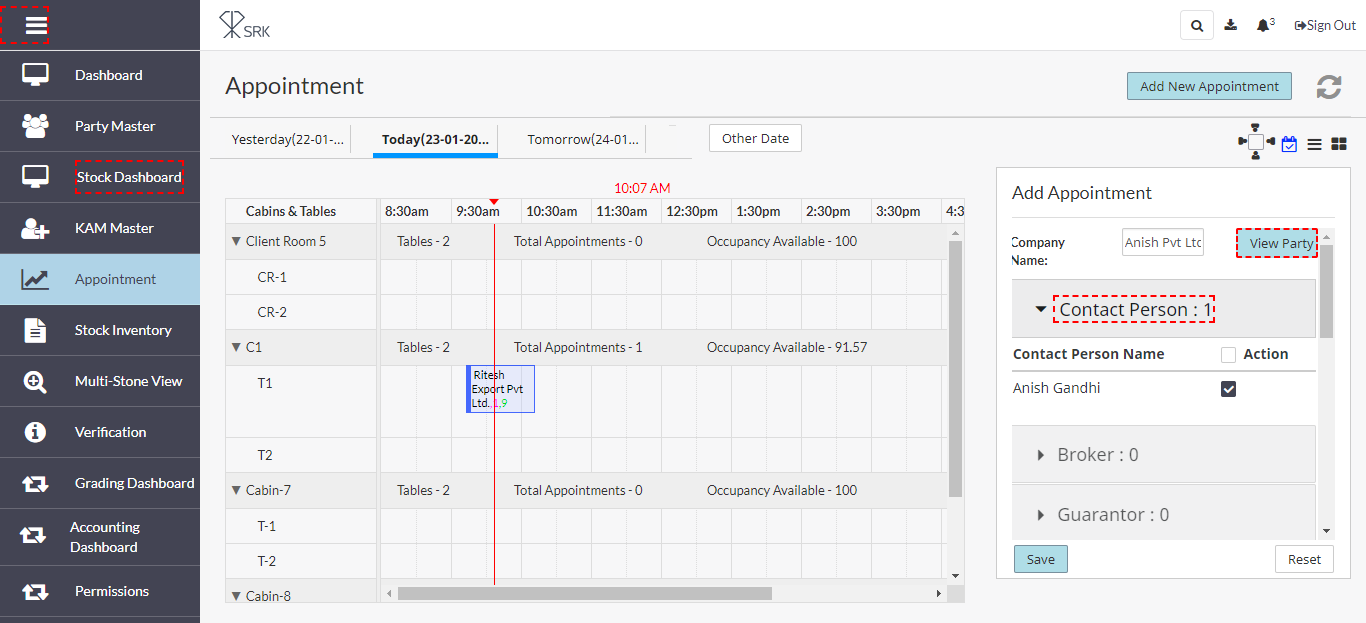 SRK
3
Sign Out
Dashboard
Party Master
Stock Dashboard
KAM Master
Appointment
Stock Inventory
Multi-Stone View
Verification
Grading Dashboard
Accounting
Dashboard
Permissions
Appointment
Add New Appointment
Yesterday(22-01-...
Today(23-01-20...
Tomorrow(24-01...
Other Date
10:07 AM
Cabins & Tables
8:30am 9:30am 10:30am 11:30am 12:30pm 1:30pm 2:30pm 3:30pm 4:3
Client Room 5 Tables - 2 Total Appointments - 0 Occupancy Available - 100
CR-1
CR-2
C1 Tables - 2 Total Appointments - 1 Occupancy Available - 91.57
T1
Ritesh
Export Pvt
Ltd.,1,9
T2
Cabin-7 Tables - 2 Total Appointments - 0 Occupancy Available - 100
T-1
T-2
Cabin-8
Add Appointment
Company
Name:
Anish Pvt Ltd
View Party
Contact Person : 1
Contact Person Name Action
Anish Gandhi
Broker : 0
Guarantor : 0
Save
Reset